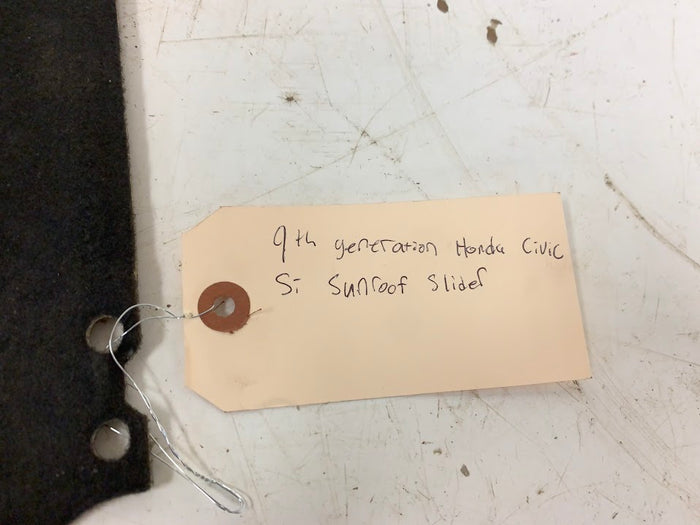 9th generation Honda Civic
Si Sunroof Slider